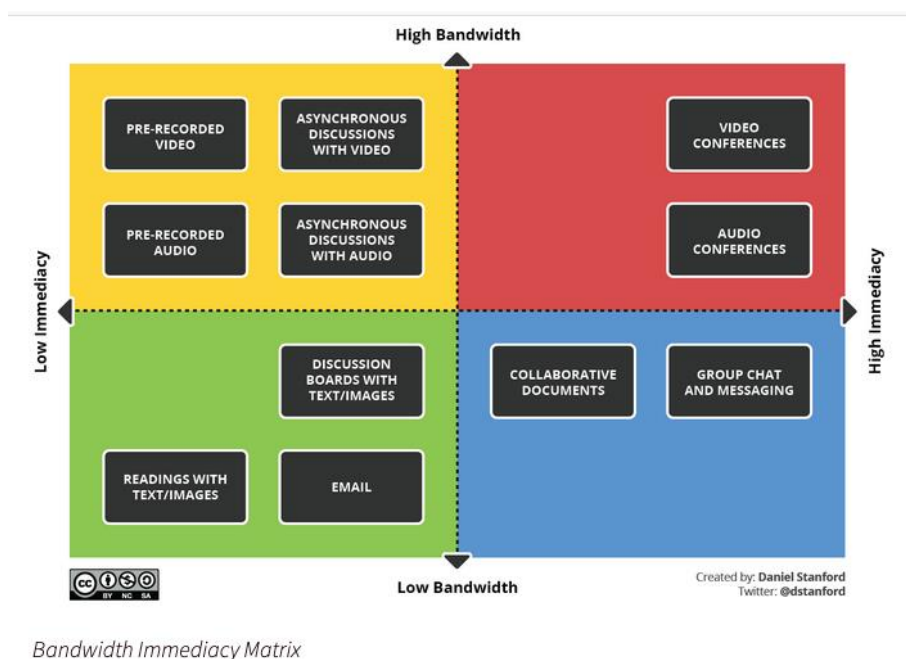 High Bandwidth
PRE-RECORDED
VIDEO
ASYNCHRONOUS
DISCUSSIONS
WITH VIDEO
VIDEO
CONFERENCES
PRE-RECORDED
AUDIO
ASYNCHRONOUS
DISCUSSIONS
WITH AUDIO
AUDIO
CONFERENCES
Low Immediacy
High Immediacy
DISCUSSION
BOARDS WITH
TEXT/IMAGES
COLLABORATIVE
DOCUMENTS
GROUP CHAT
AND MESSAGING
READINGS WITH
TEXT/IMAGES
EMAIL
Low Bandwidth
cc
BY NC SA
Created by: Daniel Stanford
Twitter: @dstanford
Bandwidth Immediacy Matrix